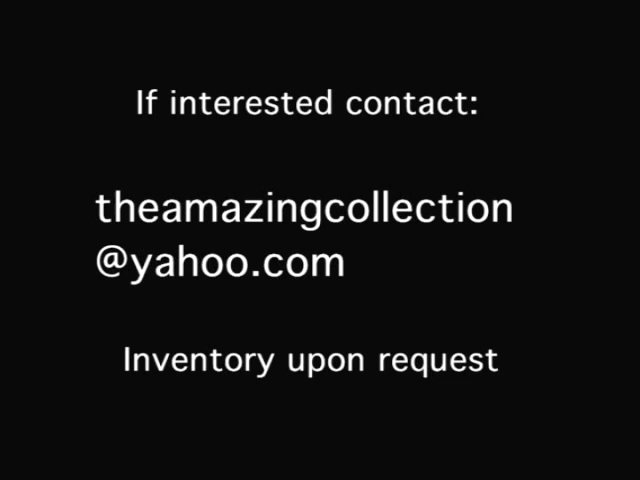 If interested contact:
theamazingcollection
@yahoo.com
Inventory upon request